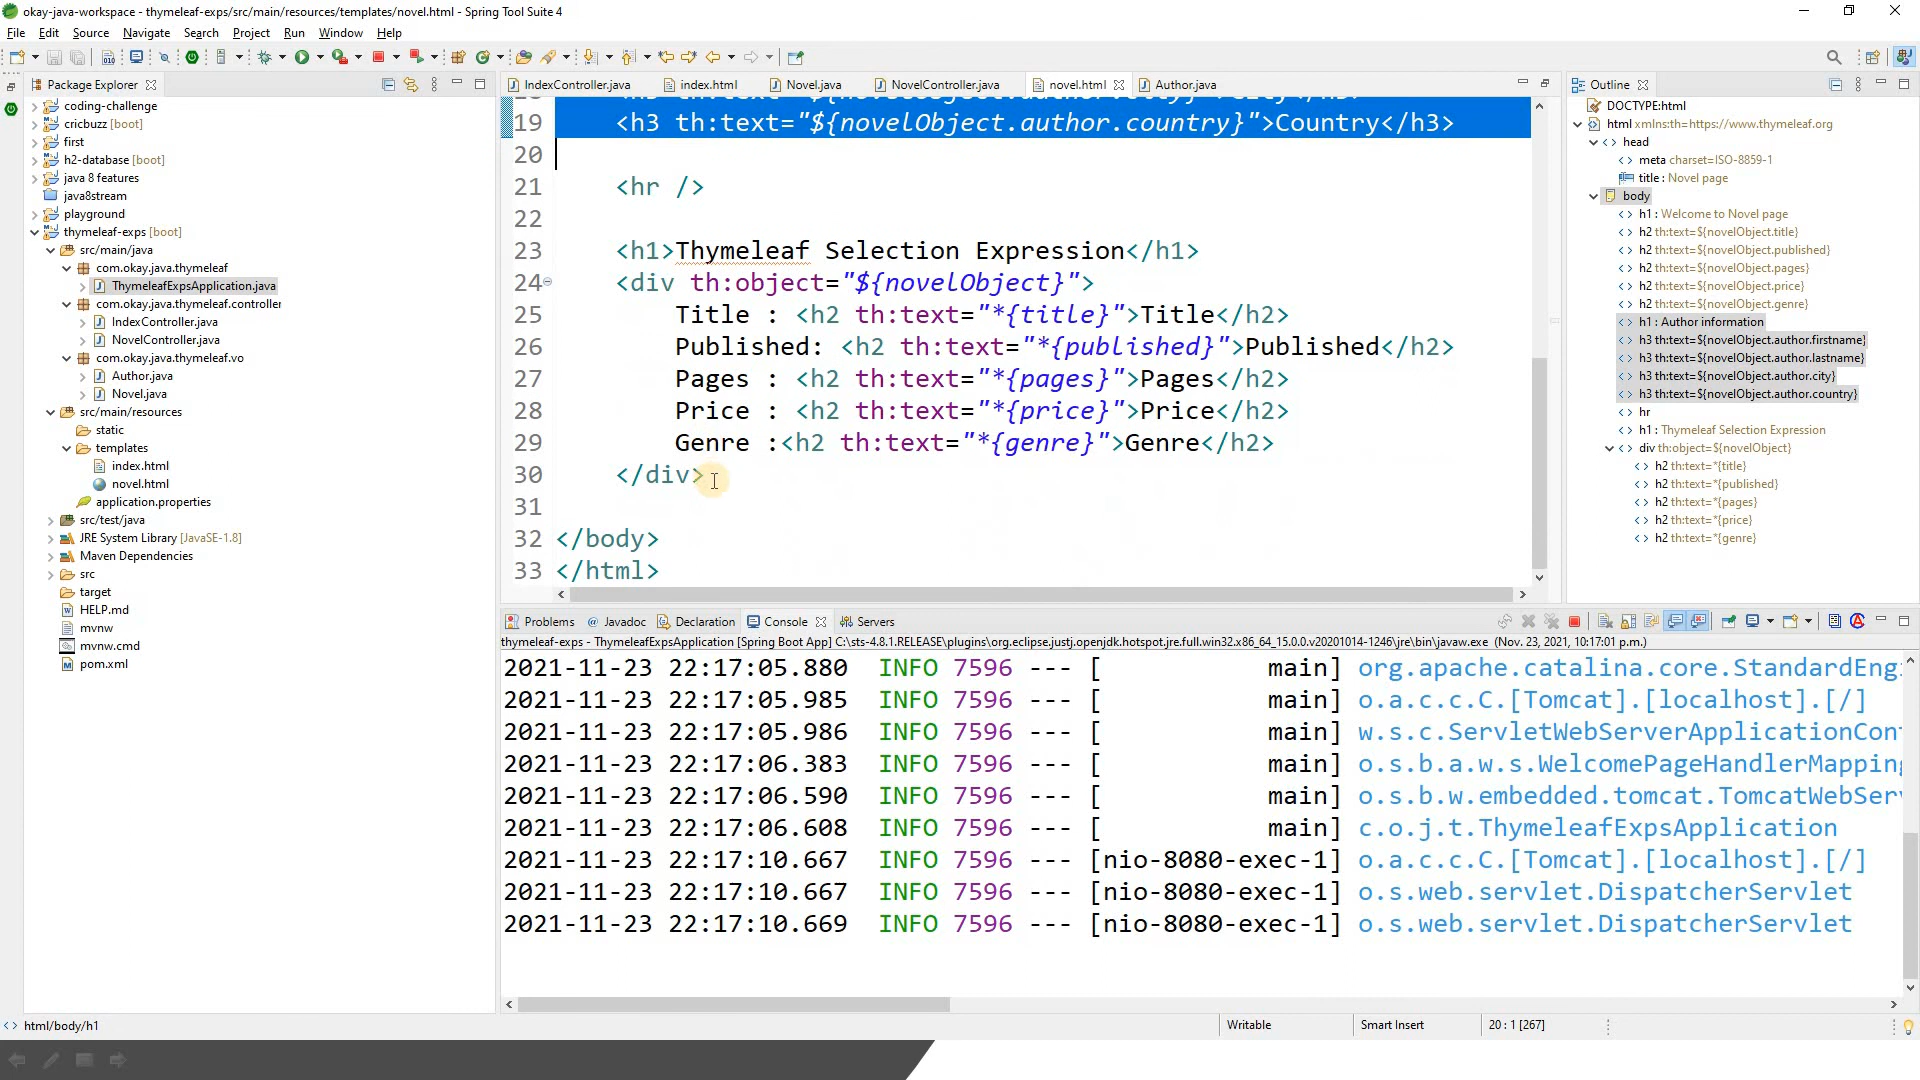 okay-java-workspace - thymeleaf-exps/src/main/resources/templates/novel.html - Spring Tool Suite 4
File Edit Source Navigate Search Project Run Window Help
Package Explorer
coding-challenge
cricbuzz [boot]
first
h2-database [boot]
java 8 features
java8stream
playground
thymeleaf-exps [boot]
src/main/java
com.okay.java.thymeleaf
ThymeleafExpsApplication.java
com.okay.java.thymeleaf.controller
IndexController.java
NovelController.java
com.okay.java.thymeleaf.vo
Author.java
Novel.java
src/main/resources
static
templates
index.html
novel.html
application.properties
src/test/java
JRE System Library [JavaSE-1.8]
Maven Dependencies
src
target
HELP.md
mvnw
mvnw.cmd
pom.xml
IndexController.java index.html Novel.java NovelController.java novel.html Author.java
19 <h3 th:text="${novelObject.author.country}">Country</h3>
20
21 <hr />
22
23 <h1>Thymeleaf Selection Expression</h1>
24 <div th:object="${novelObject}">
25 Title : <h2 th:text="*{title}">Title</h2>
26 Published: <h2 th:text="*{published}">Published</h2>
27 Pages : <h2 th:text="*{pages}">Pages</h2>
28 Price : <h2 th:text="*{price}">Price</h2>
29 Genre :<h2 th:text="*{genre}">Genre</h2>
30 </div>
31
32 </body>
33 </html>
Outline
DOCTYPE:html
html xmlns:th=https://www.thymeleaf.org
head
meta charset=ISO-8859-1
title : Novel page
body
h1 : Welcome to Novel page
h2 th:text=${novelObject.title}
h2 th:text=${novelObject.published}
h2 th:text=${novelObject.pages}
h2 th:text=${novelObject.price}
h2 th:text=${novelObject.genre}
h1 : Author information
h3 th:text=${novelObject.author.firstname}
h3 th:text=${novelObject.author.lastname}
h3 th:text=${novelObject.author.city}
h3 th:text=${novelObject.author.country}
hr
h1 : Thymeleaf Selection Expression
div th:object=${novelObject}
h2 th:text=*{title}
h2 th:text=*{published}
h2 th:text=*{pages}
h2 th:text=*{price}
h2 th:text=*{genre}
Problems @ Javadoc Declaration Console Servers
thymeleaf-exps - ThymeleafExpsApplication [Spring Boot App] C:\sts-4.8.1.RELEASE\plugins\org.eclipse.justj.openjdk.hotspot.jre.full.win32.x86_64_15.0.0.v20201014-1246\jre\bin\javaw.exe (Nov. 23, 2021, 10:17:01 p.m.)
2021-11-23 22:17:05.880 INFO 7596 --- [ main] org.apache.catalina.core.StandardEngi
2021-11-23 22:17:05.985 INFO 7596 --- [ main] o.a.c.c.C.[Tomcat].[localhost].[/]
2021-11-23 22:17:05.986 INFO 7596 --- [ main] w.s.c.ServletWebServerApplicationCon
2021-11-23 22:17:06.383 INFO 7596 --- [ main] o.s.b.a.w.s.WelcomePageHandlerMapping
2021-11-23 22:17:06.590 INFO 7596 --- [ main] o.s.b.w.embedded.tomcat.TomcatWebSer
2021-11-23 22:17:06.608 INFO 7596 --- [ main] c.o.j.t.ThymeleafExpsApplication
2021-11-23 22:17:10.667 INFO 7596 --- [nio-8080-exec-1] o.a.c.c.C.[Tomcat].[localhost].[/]
2021-11-23 22:17:10.667 INFO 7596 --- [nio-8080-exec-1] o.s.web.servlet.DispatcherServlet
2021-11-23 22:17:10.669 INFO 7596 --- [nio-8080-exec-1] o.s.web.servlet.DispatcherServlet
html/body/h1
Writable
Smart Insert
20 : 1 [267]